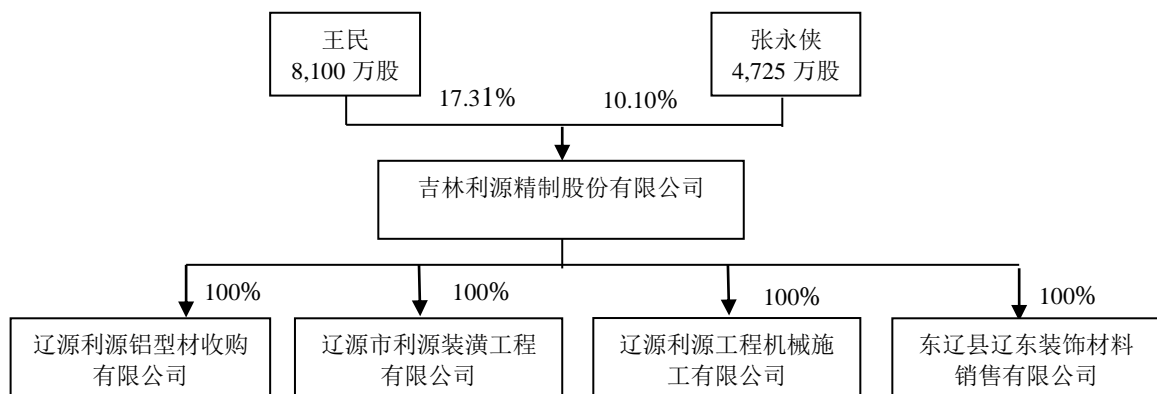 王民
8,100 万股
张永侠
4,725 万股
17.31%
10.10%
吉林利源精制股份有限公司
100%
100%
100%
100%
辽源利源铝型材收购
有限公司
辽源市利源装潢工程
有限公司
辽源利源工程机械施
工有限公司
东辽县辽东装饰材料
销售有限公司